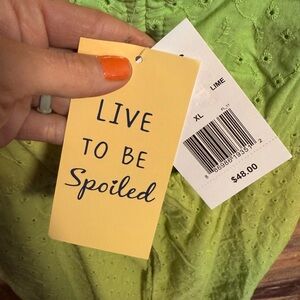 LIVE
TO BE
Spoiled
LIME
XL
$48.00